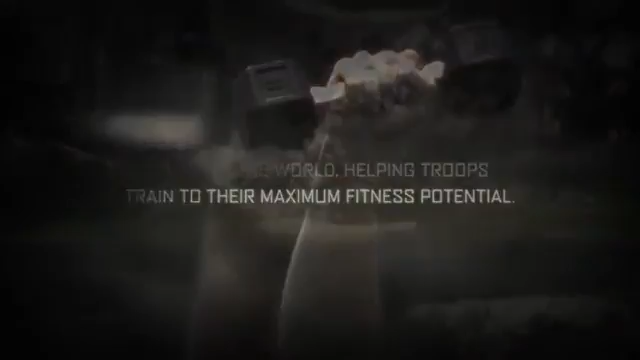 WORLD, HELPING TROOPS
TRAIN TO THEIR MAXIMUM FITNESS POTENTIAL.